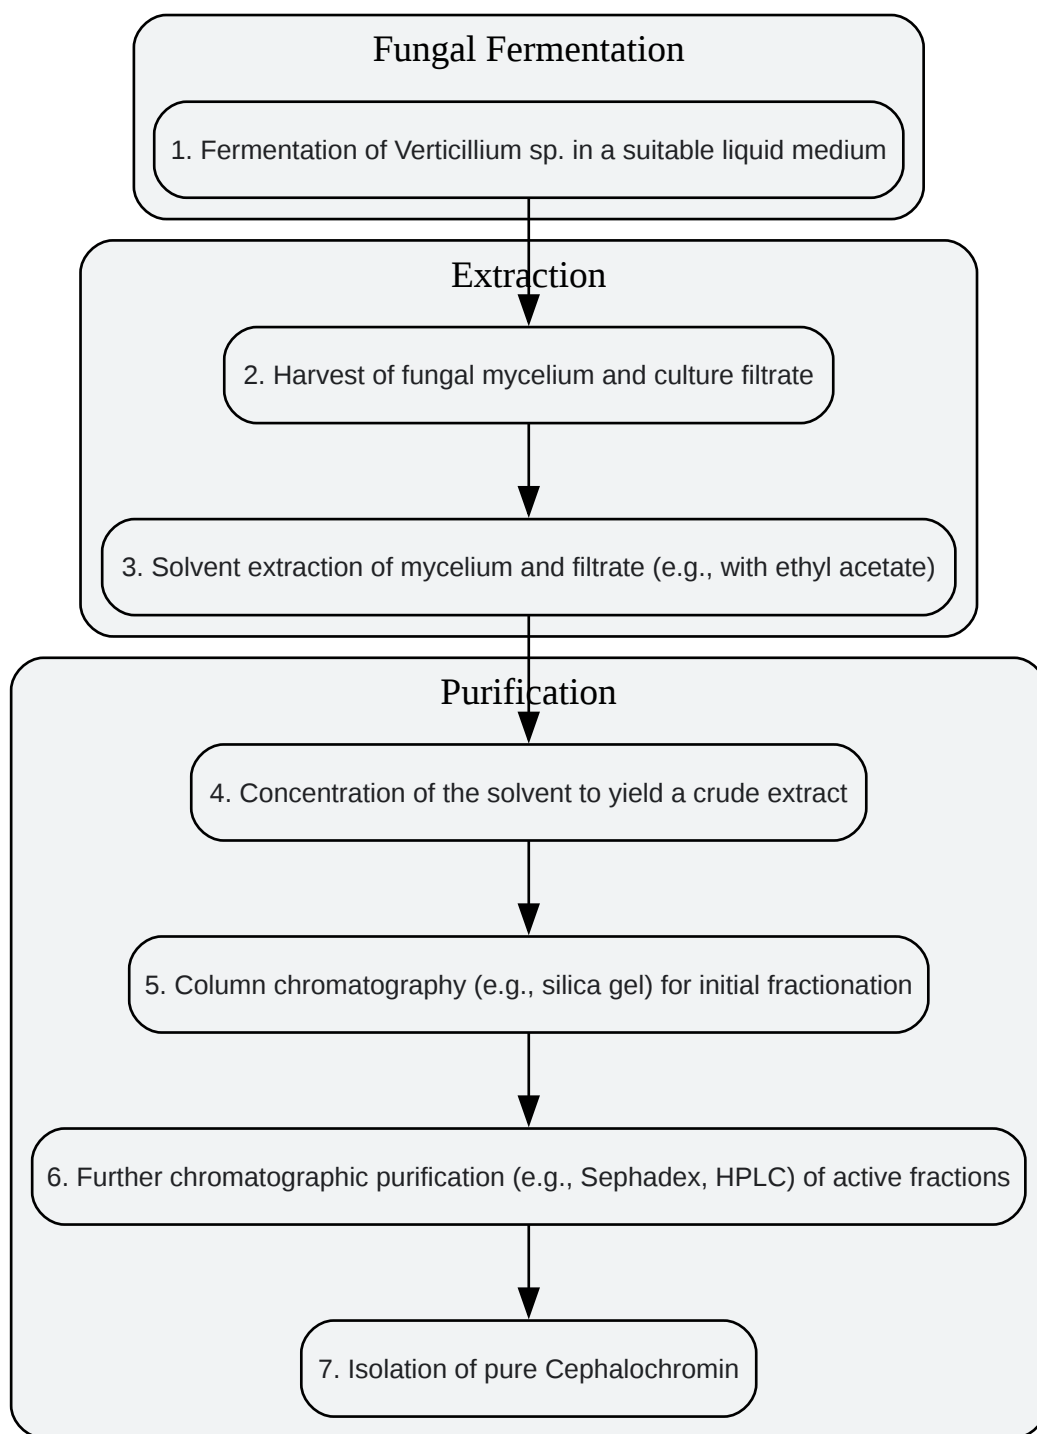 Fungal Fermentation
1. Fermentation of Verticillium sp. in a suitable liquid medium
Extraction
2. Harvest of fungal mycelium and culture filtrate
3. Solvent extraction of mycelium and filtrate (e.g., with ethyl acetate)
Purification
4. Concentration of the solvent to yield a crude extract
5. Column chromatography (e.g., silica gel) for initial fractionation
6. Further chromatographic purification (e.g., Sephadex, HPLC) of active fractions
7. Isolation of pure Cephalochromin